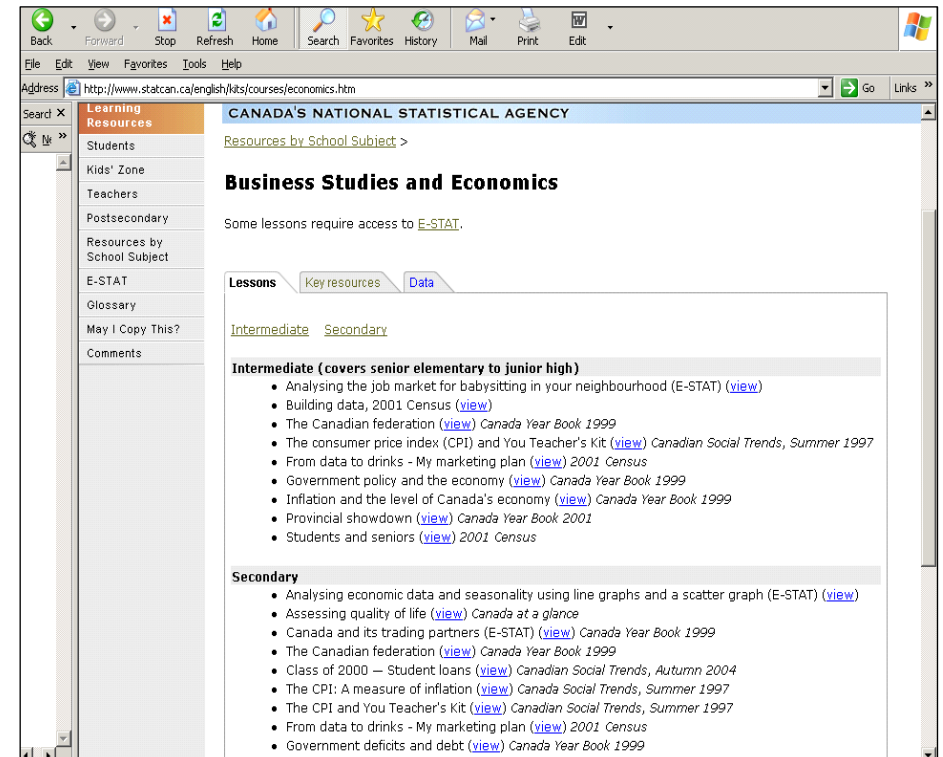 Back Forward Stop Refresh Home Search Favorites History Mail Print Edit
File Edit View Favorites Tools Help
Address http://www.statcan.ca/english/kits/courses/economics.htm Go Links »
Search ×
Learning
Resources
Students
Kids' Zone
Teachers
Postsecondary
Resources by
School Subject
E-STAT
Glossary
May I Copy This?
Comments
CANADA'S NATIONAL STATISTICAL AGENCY
Resources by School Subject >
Business Studies and Economics
Some lessons require access to E-STAT.
Lessons Key resources Data
Intermediate Secondary
Intermediate (covers senior elementary to junior high)
• Analysing the job market for babysitting in your neighbourhood (E-STAT) (view)
• Building data, 2001 Census (view)
• The Canadian federation (view) Canada Year Book 1999
• The consumer price index (CPI) and You Teacher's Kit (view) Canadian Social Trends, Summer 1997
• From data to drinks - My marketing plan (view) 2001 Census
• Government policy and the economy (view) Canada Year Book 1999
• Inflation and the level of Canada's economy (view) Canada Year Book 1999
• Provincial showdown (view) Canada Year Book 2001
• Students and seniors (view) 2001 Census
Secondary
• Analysing economic data and seasonality using line graphs and a scatter graph (E-STAT) (view)
• Assessing quality of life (view) Canada at a glance
• Canada and its trading partners (E-STAT) (view) Canada Year Book 1999
• The Canadian federation (view) Canada Year Book 1999
• Class of 2000 — Student loans (view) Canadian Social Trends, Autumn 2004
• The CPI: A measure of inflation (view) Canada Social Trends, Summer 1997
• The CPI and You Teacher's Kit (view) Canadian Social Trends, Summer 1997
• From data to drinks - My marketing plan (view) 2001 Census
• Government deficits and debt (view) Canada Year Book 1999